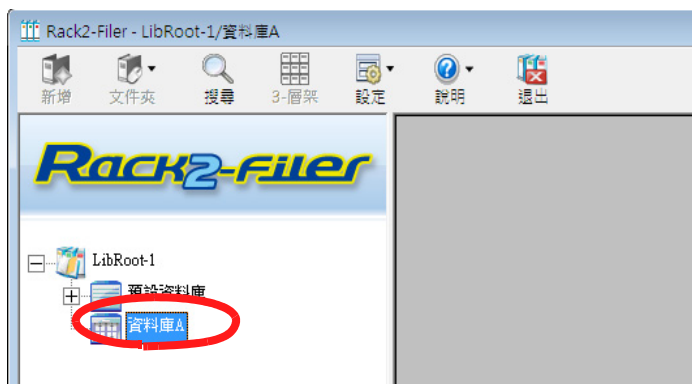 Rack2-Filer - LibRoot-1/資料庫A
新增 文件夾 搜尋 3-層架 設定 說明 退出
Rack2-Filer
LibRoot-1
預設資料庫
資料庫A